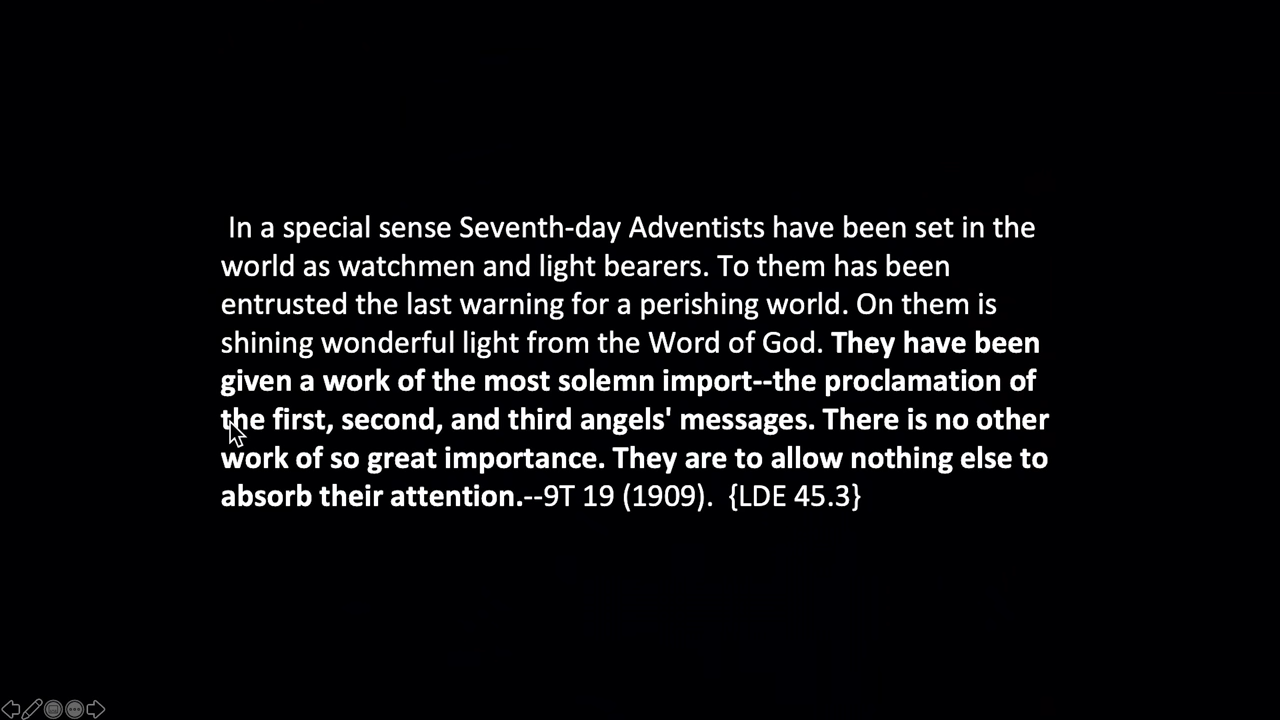 In a special sense Seventh-day Adventists have been set in the
world as watchmen and light bearers. To them has been
entrusted the last warning for a perishing world. On them is
shining wonderful light from the Word of God. They have been
given a work of the most solemn import--the proclamation of
the first, second, and third angels' messages. There is no other
work of so great importance. They are to allow nothing else to
absorb their attention.--9T 19 (1909).  {LDE 45.3}